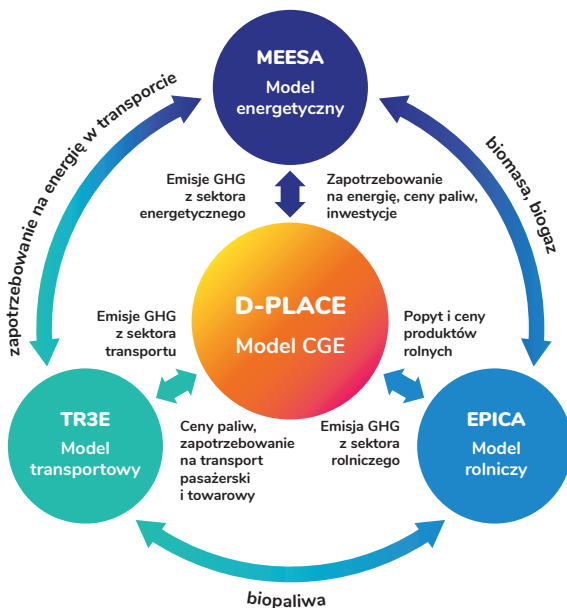 MEESA
Model
energetyczny
zapotrzebowanie na energię w transporcie
biomasa, biogaz
Emisje GHG
z sektora
energetycznego
Zapotrzebowanie
na energię, ceny paliw,
inwestycje
D-PLACE
Model CGE
Emisje GHG
z sektora
transportu
Popyt i ceny
produktów
rolnych
TR3E
Model
transportowy
Ceny paliw,
zapotrzebowanie
na transport
pasażerski
i towarowy
Emisja GHG
z sektora
rolniczego
EPICA
Model
rolniczy
biopaliwa